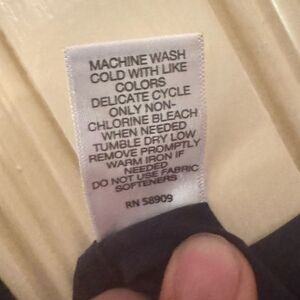 MACHINE WASH
COLD WITH LIKE
COLORS
DELICATE CYCLE
ONLY NON-
CHLORINE BLEACH
WHEN NEEDED
TUMBLE DRY LOW
REMOVE PROMPTLY
WARM IRON IF
NEEDED
DO NOT USE FABRIC
SOFTENERS
RN 58909